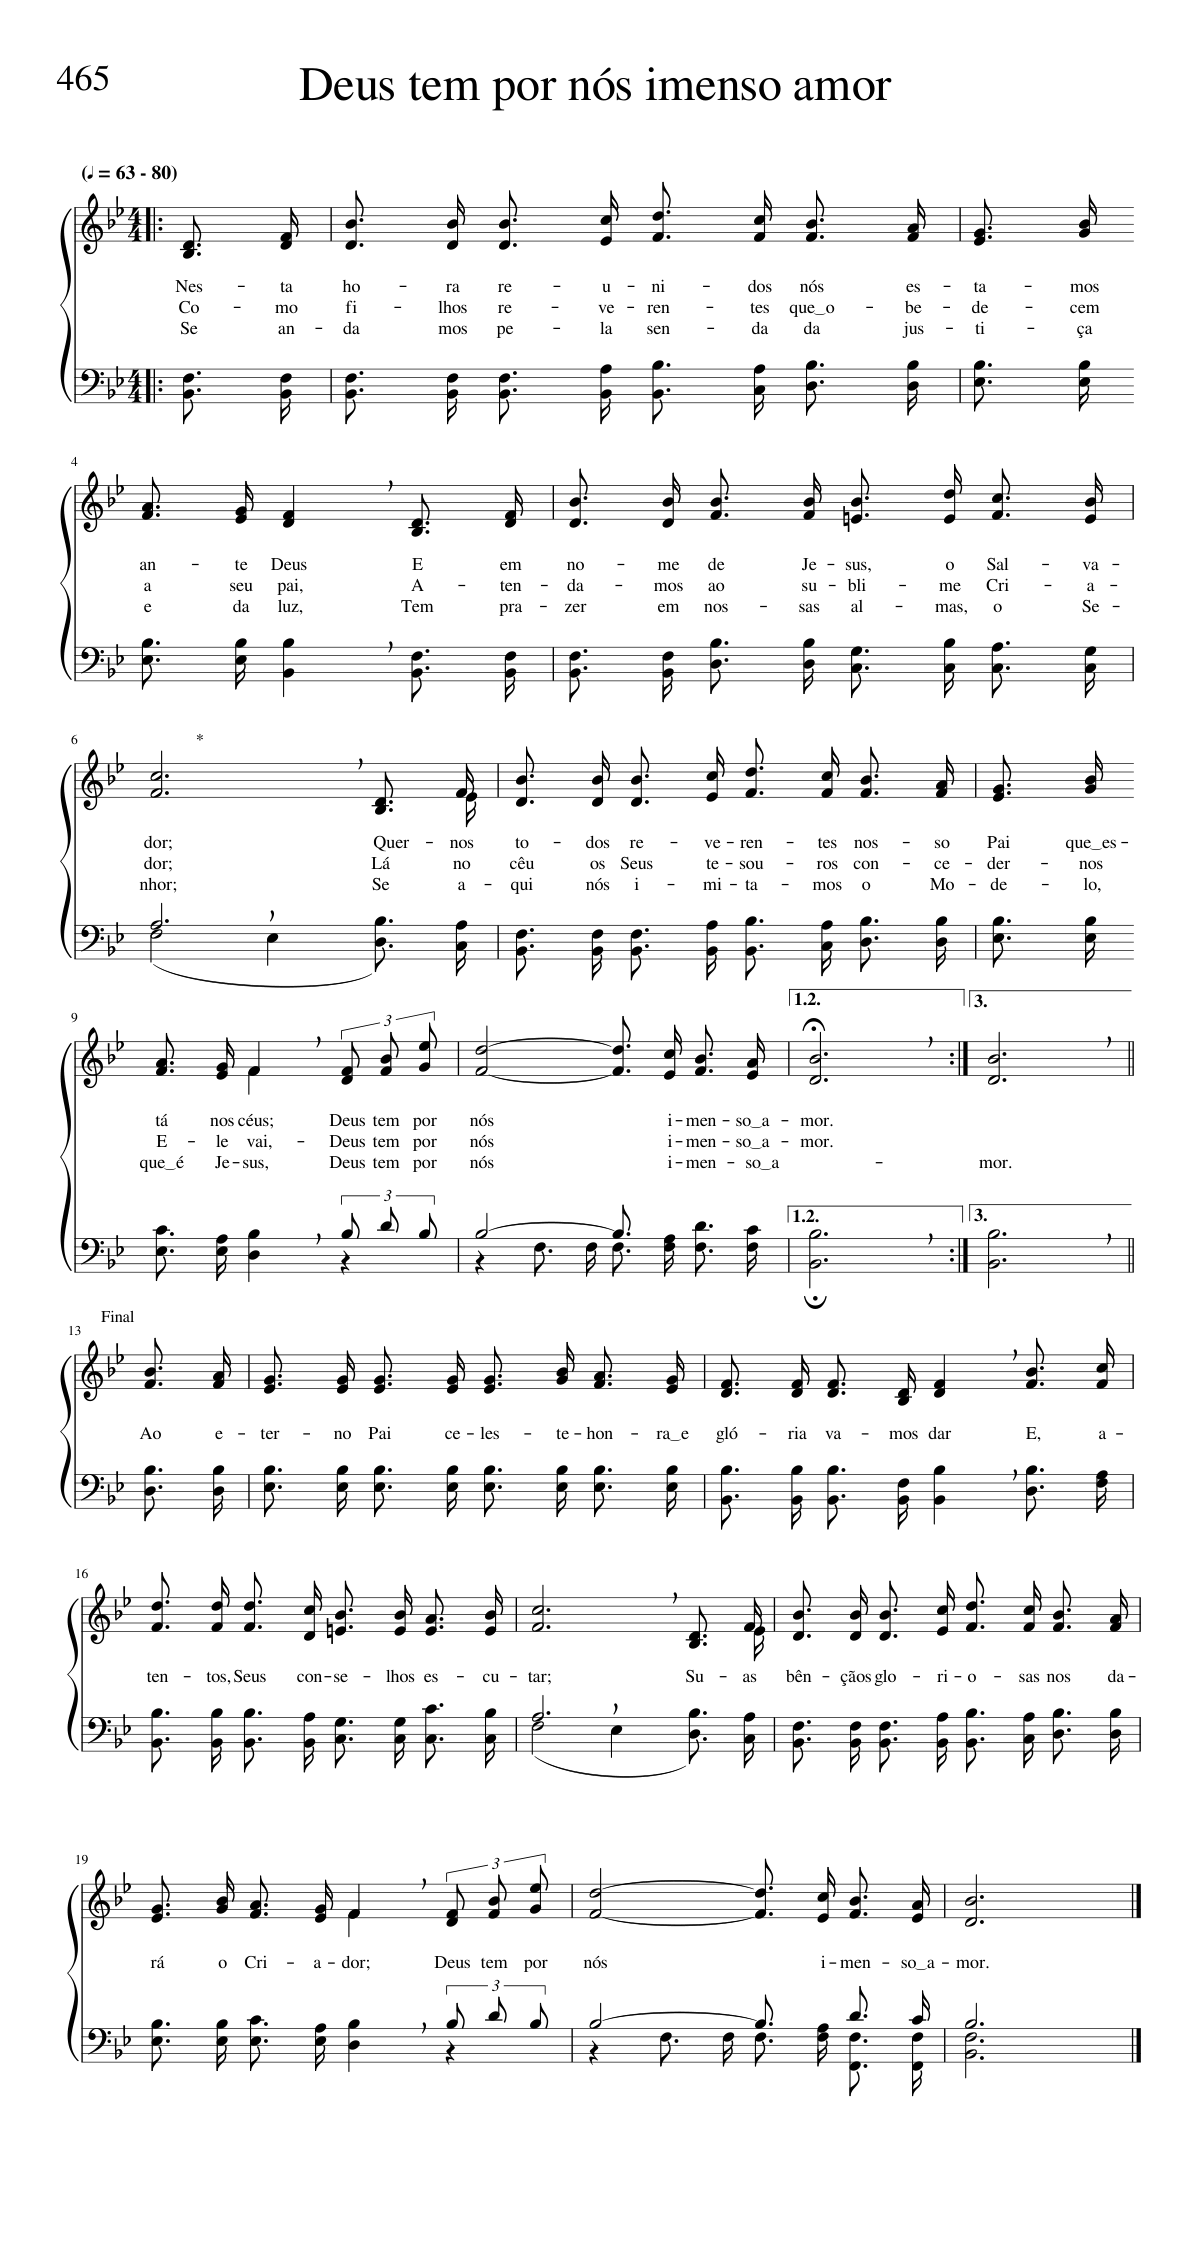 465
Deus tem por nós imenso amor
(♩ = 63 - 80)
Nes - ta ho - ra re - u - ni - dos nós es - ta - mos
Co - mo fi - lhos re - ve - ren - tes que_o - be - de - cem
Se an - da mos pe - la sen - da da jus - ti - ça
4
an - te Deus E em no - me de Je - sus, o Sal - va -
a seu pai, A - ten - da - mos ao su - bli - me Cri - a -
e da luz, Tem pra - zer em nos - sas al - mas, o Se -
6
*
dor; Quer - nos to - dos re - ve - ren - tes nos - so Pai que_es -
dor; Lá no cêu os Seus te - sou - ros con - ce - der - nos
nhor; Se a - qui nós i - mi - ta - mos o Mo - de - lo,
1.2. 3.
9
3
tá nos céus; Deus tem por nós i - men - so_a - mor.
E - le vai, - Deus tem por nós i - men - so_a - mor.
que_é Je - sus, Deus tem por nós i - men - so_a - mor.
3
1.2. 3.
Final
13
Ao e - ter - no Pai ce - les - te - hon - ra_e gló - ria va - mos dar E, a -
16
ten - tos, Seus con - se - lhos es - cu - tar; Su - as bên - çãos glo - ri - o - sas nos da -
19
3
rá o Cri - a - dor; Deus tem por nós i - men - so_a - mor.
3